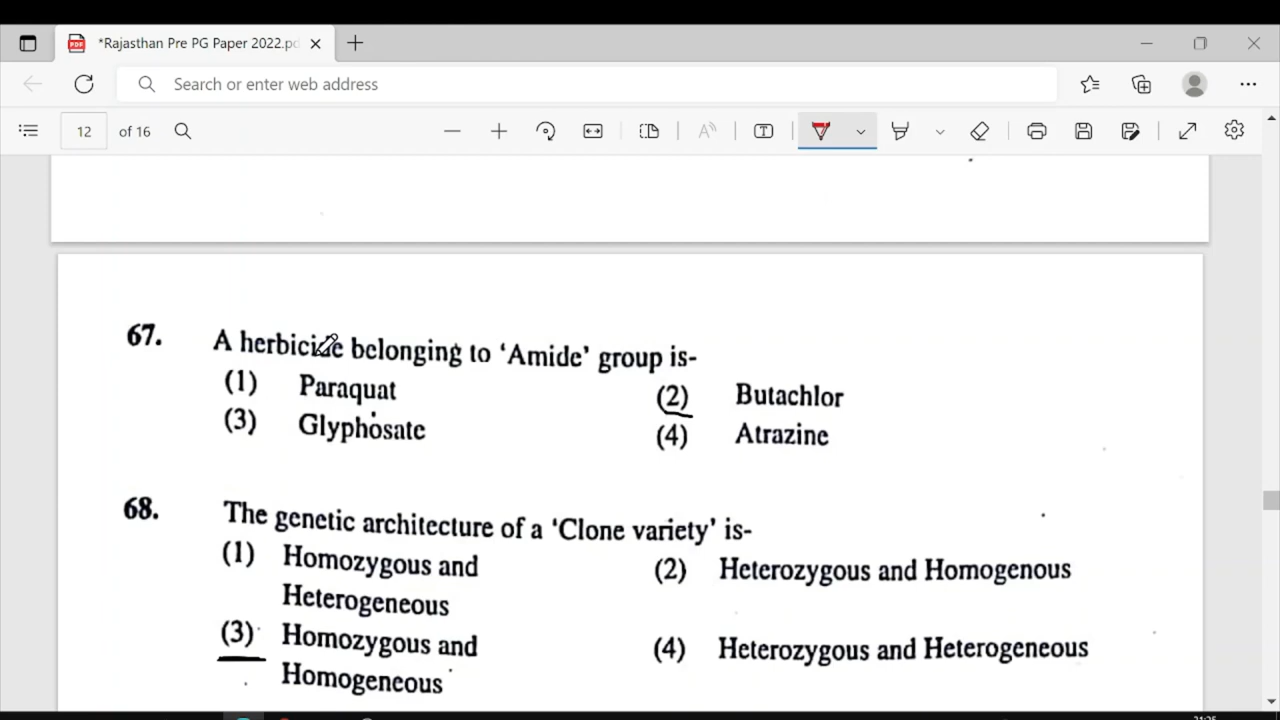 *Rajasthan Pre PG Paper 2022.pd
Search or enter web address
12 of 16
67. A herbicide belonging to ‘Amide’ group is-
(1) Paraquat (2) Butachlor
(3) Glyphosate (4) Atrazine
68. The genetic architecture of a ‘Clone variety’ is-
(1) Homozygous and (2) Heterozygous and Homogenous
Heterogeneous
(3) Homozygous and (4) Heterozygous and Heterogeneous
Homogeneous